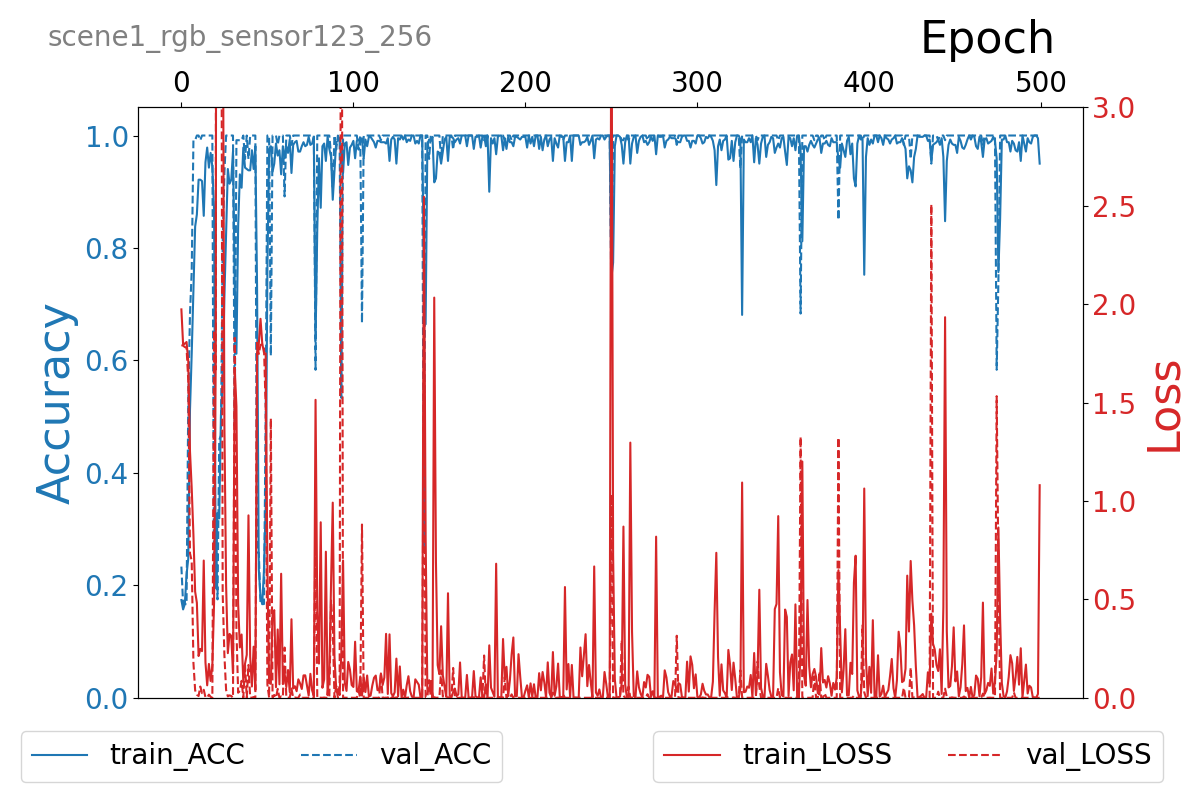 scene1_rgb_sensor123_256
Epoch
0 100 200 300 400 500
1.0
0.8
0.6
0.4
0.2
0.0
Accuracy
3.0
2.5
2.0
1.5
1.0
0.5
0.0
Loss
train_ACC val_ACC
train_LOSS val_LOSS